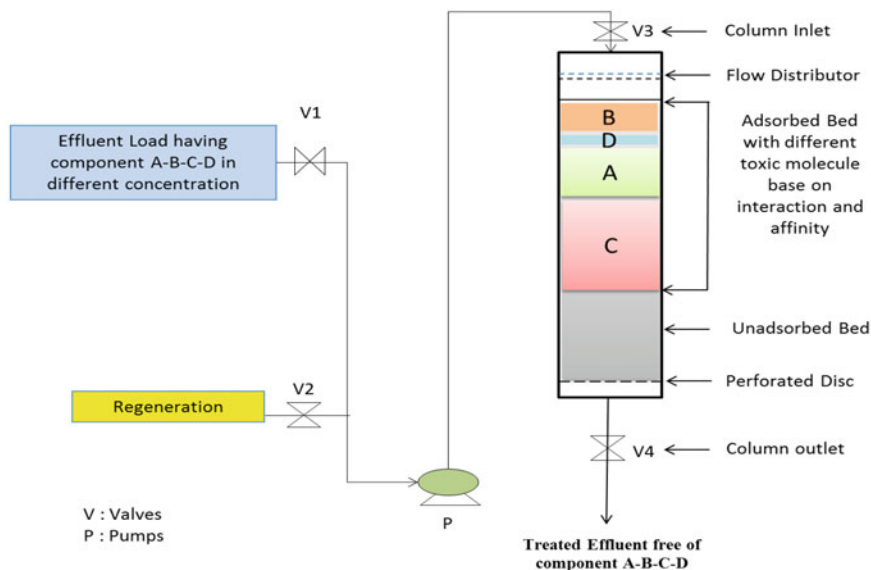 V3
Column Inlet
Flow Distributor
V1
Effluent Load having
component A-B-C-D in
different concentration
B
D
A
C
Adsorbed Bed
with different
toxic molecule
base on
interaction and
affinity
Unadsorbed Bed
Perforated Disc
V2
Regeneration
V4
Column outlet
P
V : Valves
P : Pumps
Treated Effluent free of
component A-B-C-D